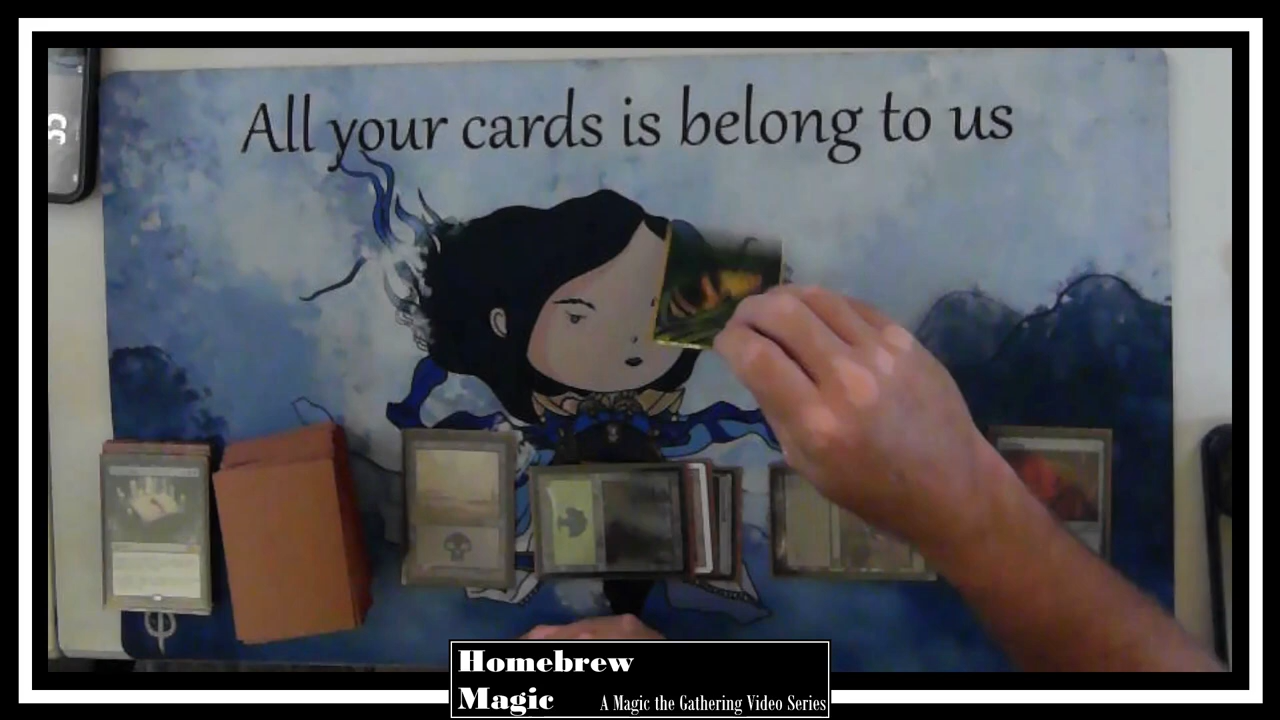 All your cards is belong to us
Homebrew
Magic
A Magic the Gathering Video Series